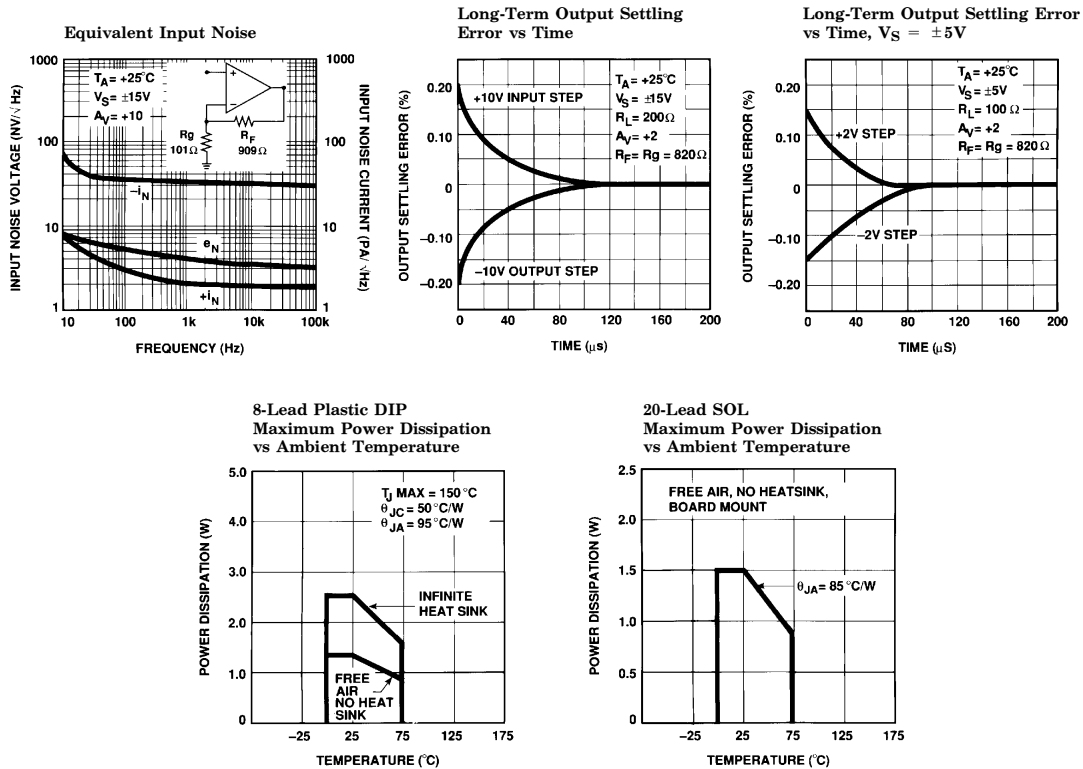 Equivalent Input Noise
1000
100
10
1
INPUT NOISE VOLTAGE (NV/√Hz)
TA = +25°C
VS = ±15V
AV = +10
+
−
Rg
101Ω
RF
909Ω
−iN
eN
+iN
1000
100
10
1
INPUT NOISE CURRENT (PA/√Hz)
10 100 1k 10k 100k
FREQUENCY (Hz)
Long-Term Output Settling
Error vs Time
OUTPUT SETTLING ERROR (%)
0.20
0.10
0
−0.10
−0.20
+10V INPUT STEP
TA = +25°C
VS = ±15V
RL = 200Ω
AV = +2
RF = Rg = 820Ω
−10V OUTPUT STEP
0 40 80 120 160 200
TIME (μs)
Long-Term Output Settling Error
vs Time, VS = ±5V
OUTPUT SETTLING ERROR (%)
0.20
0.10
0
−0.10
−0.20
+2V STEP
TA = +25°C
VS = ±5V
RL = 100Ω
AV = +2
RF = Rg = 820Ω
−2V STEP
0 40 80 120 160 200
TIME (μS)
8-Lead Plastic DIP
Maximum Power Dissipation
vs Ambient Temperature
POWER DISSIPATION (W)
5.0
4.0
3.0
2.0
1.0
0
TJ MAX = 150°C
θJC = 50°C/W
θJA = 95°C/W
INFINITE
HEAT SINK
FREE
AIR
NO HEAT
SINK
−25 25 75 125 175
TEMPERATURE (°C)
20-Lead SOL
Maximum Power Dissipation
vs Ambient Temperature
POWER DISSIPATION (W)
2.5
2.0
1.5
1.0
0.5
0
FREE AIR, NO HEATSINK,
BOARD MOUNT
θJA = 85°C/W
−25 25 75 125 175
TEMPERATURE (°C)